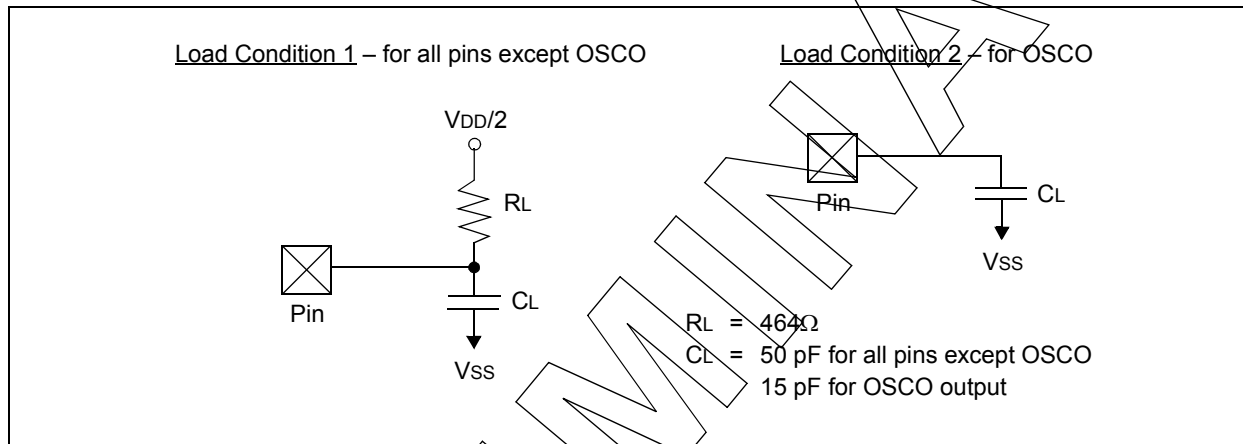 Load Condition 1 – for all pins except OSCO
Load Condition 2 – for OSCO
VDD/2
RL
Pin
CL
VSS
Pin
CL
VSS
RL = 464Ω
CL = 50 pF for all pins except OSCO
15 pF for OSCO output